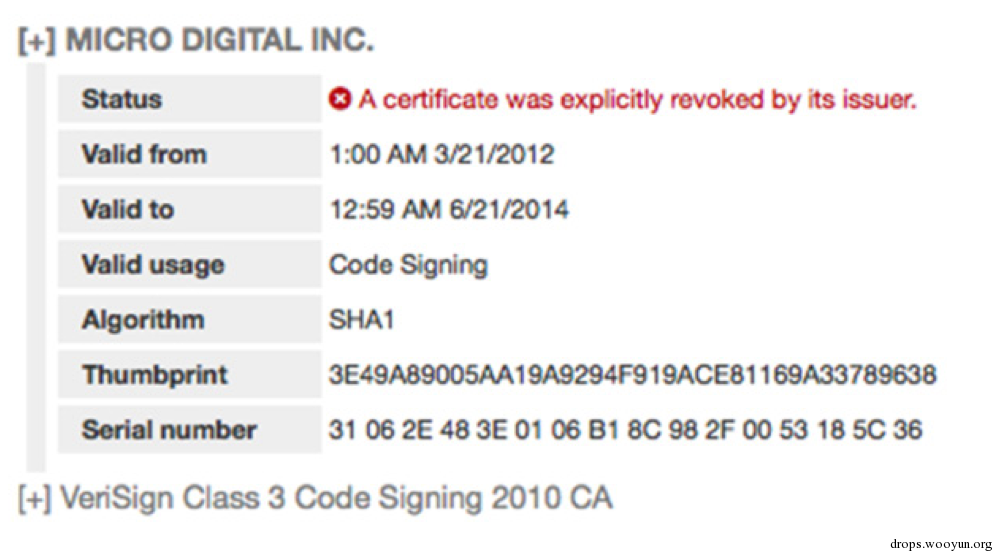 [+] MICRO DIGITAL INC.
Status A certificate was explicitly revoked by its issuer.
Valid from 1:00 AM 3/21/2012
Valid to 12:59 AM 6/21/2014
Valid usage Code Signing
Algorithm SHA1
Thumbprint 3E49A89005AA19A9294F919ACE81169A33789638
Serial number 31 06 2E 48 3E 01 06 B1 8C 98 2F 00 53 18 5C 36
[+] VeriSign Class 3 Code Signing 2010 CA
drops.wooyun.org